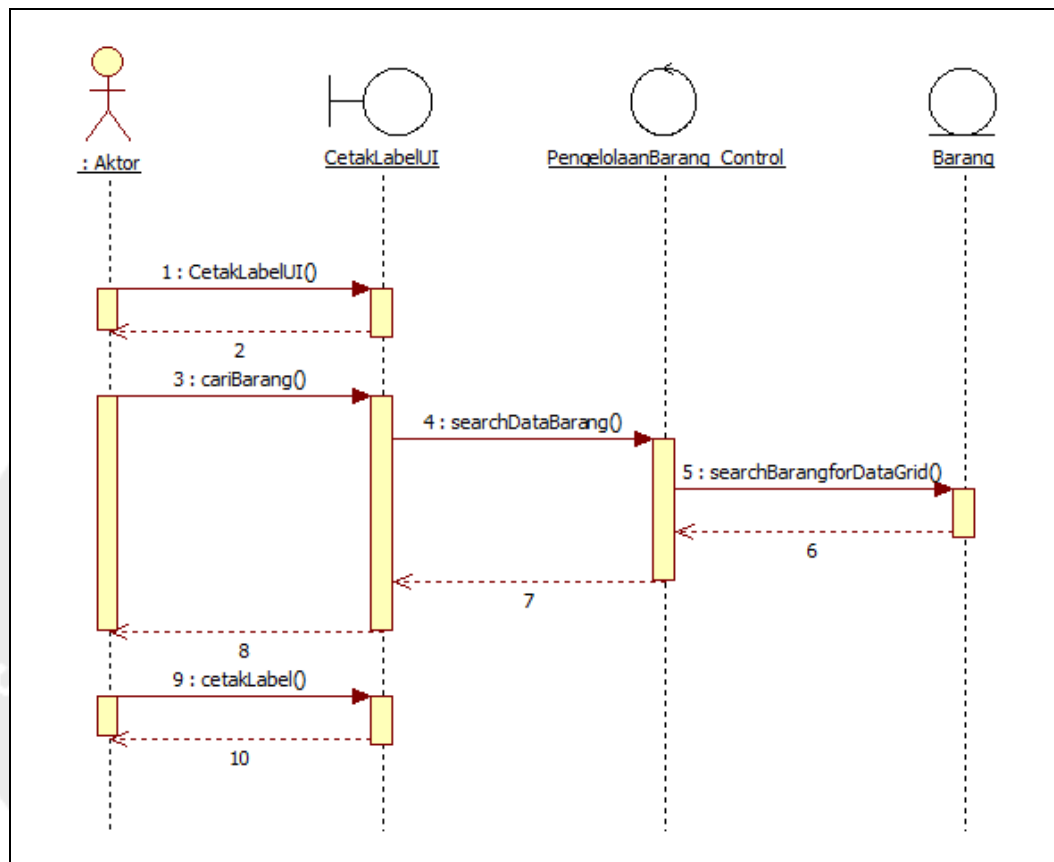 : Aktor
CetakLabelUI
PengelolaanBarang_Control
Barang
1 : CetakLabelUI()
2
3 : cariBarang()
4 : searchDataBarang()
5 : searchBarangforDataGrid()
6
7
8
9 : cetakLabel()
10